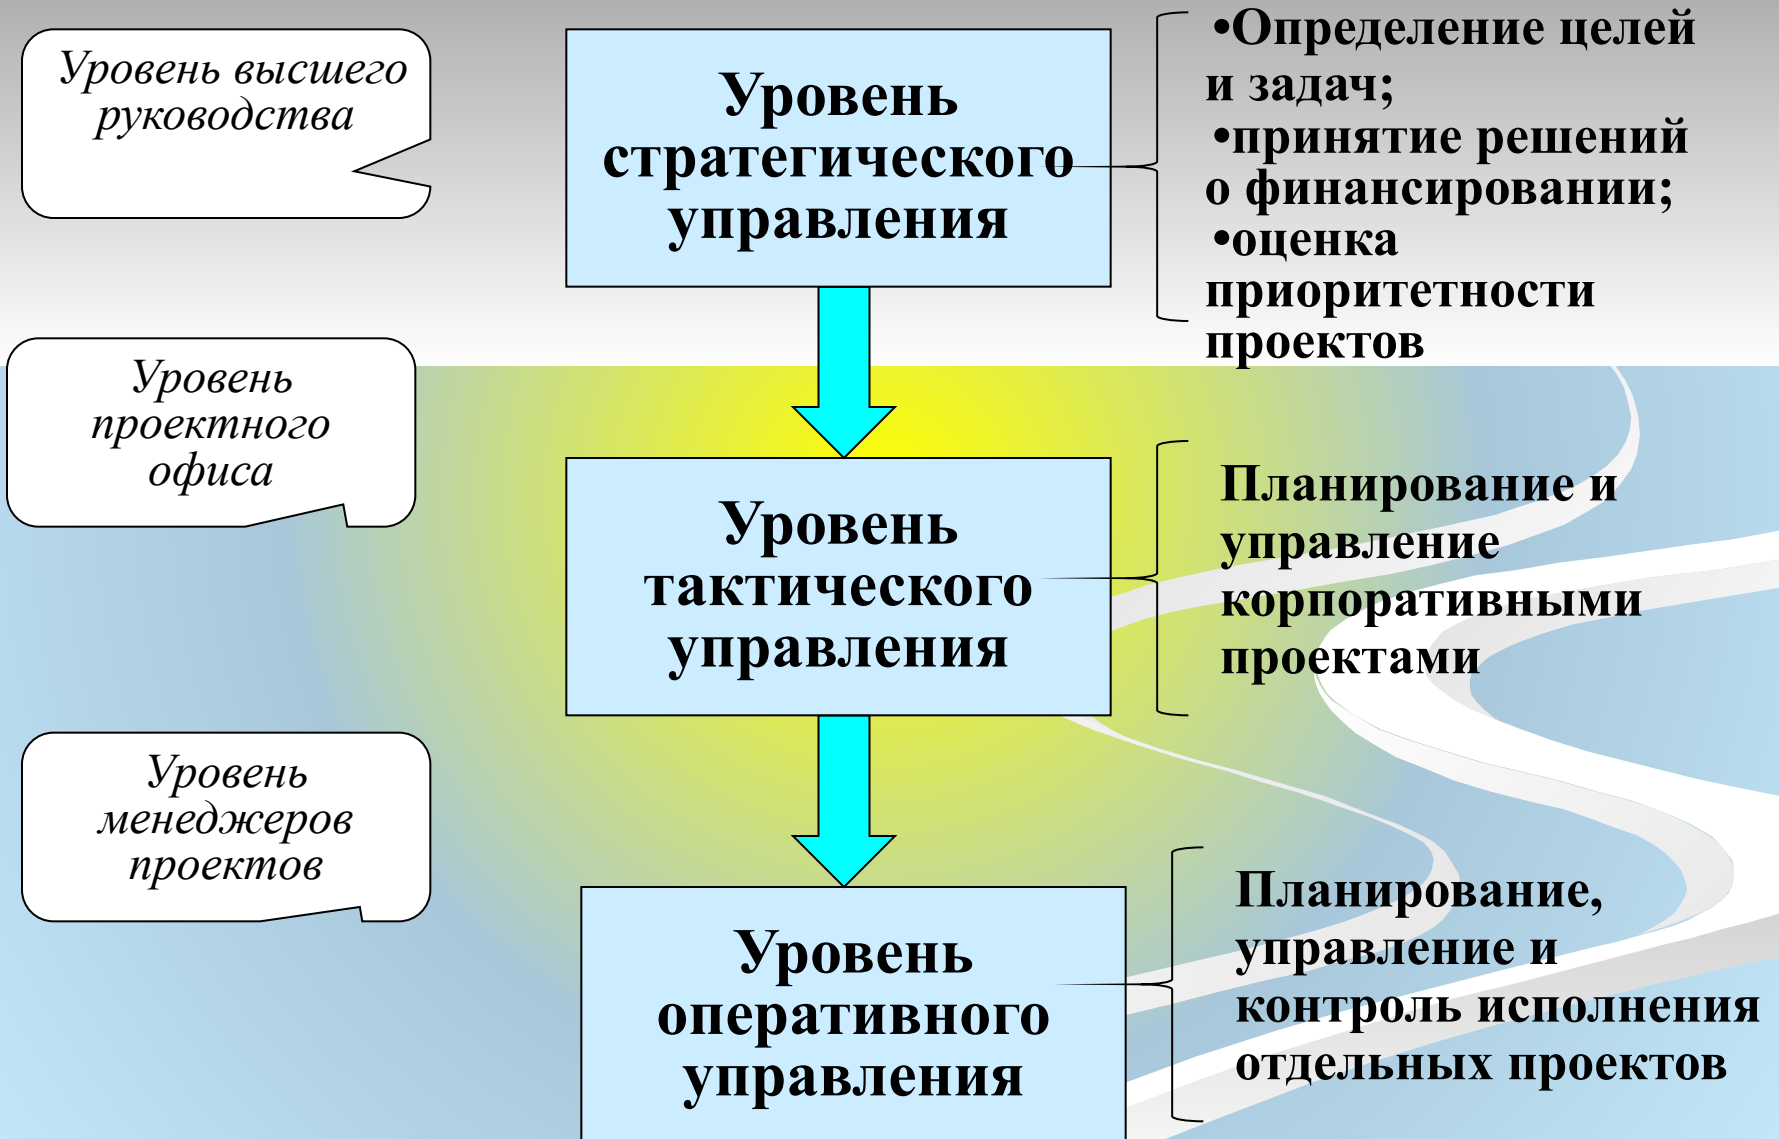 Уровень высшего
руководства
Уровень
стратегического
управления
•Определение целей
и задач;
•принятие решений
о финансировании;
•оценка
приоритетности
проектов
Уровень
проектного
офиса
Уровень
тактического
управления
Планирование и
управление
корпоративными
проектами
Уровень
менеджеров
проектов
Уровень
оперативного
управления
Планирование,
управление и
контроль исполнения
отдельных проектов